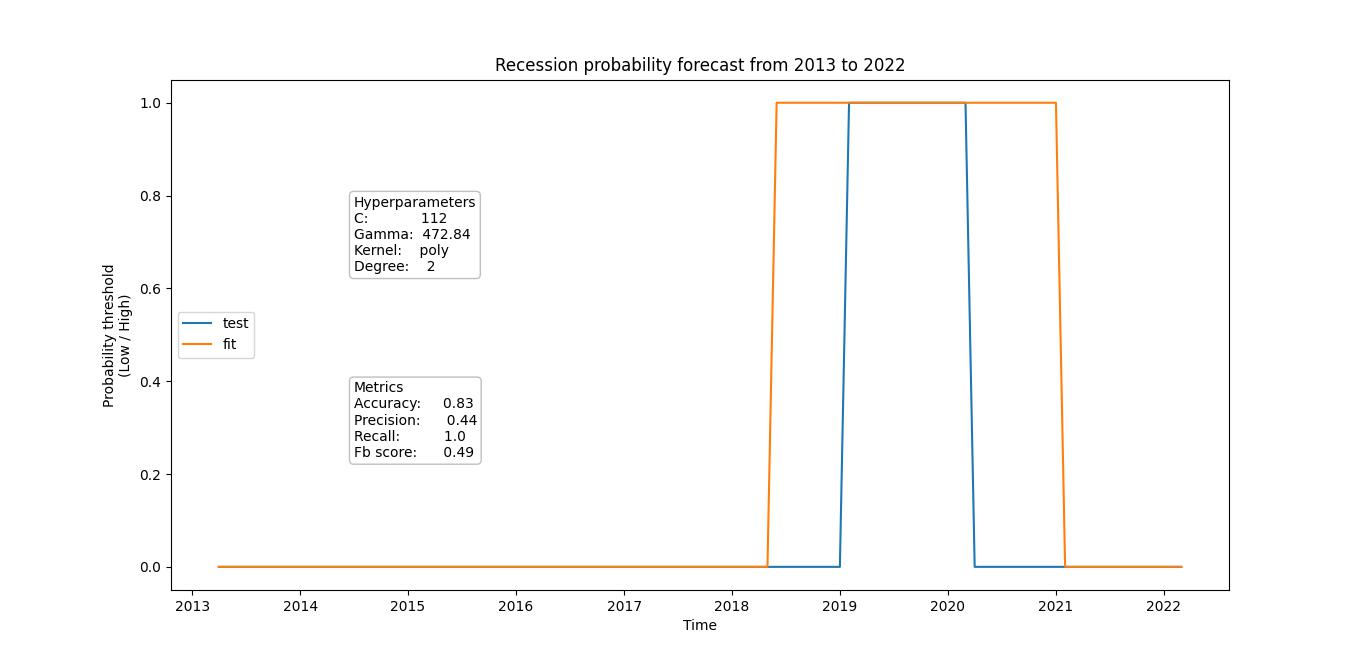 Recession probability forecast from 2013 to 2022
1.0
0.8
0.6
0.4
0.2
0.0
Probability threshold
(Low / High)
Hyperparameters
C: 112
Gamma: 472.84
Kernel: poly
Degree: 2
test
fit
Metrics
Accuracy: 0.83
Precision: 0.44
Recall: 1.0
Fb score: 0.49
2013 2014 2015 2016 2017 2018 2019 2020 2021 2022
Time